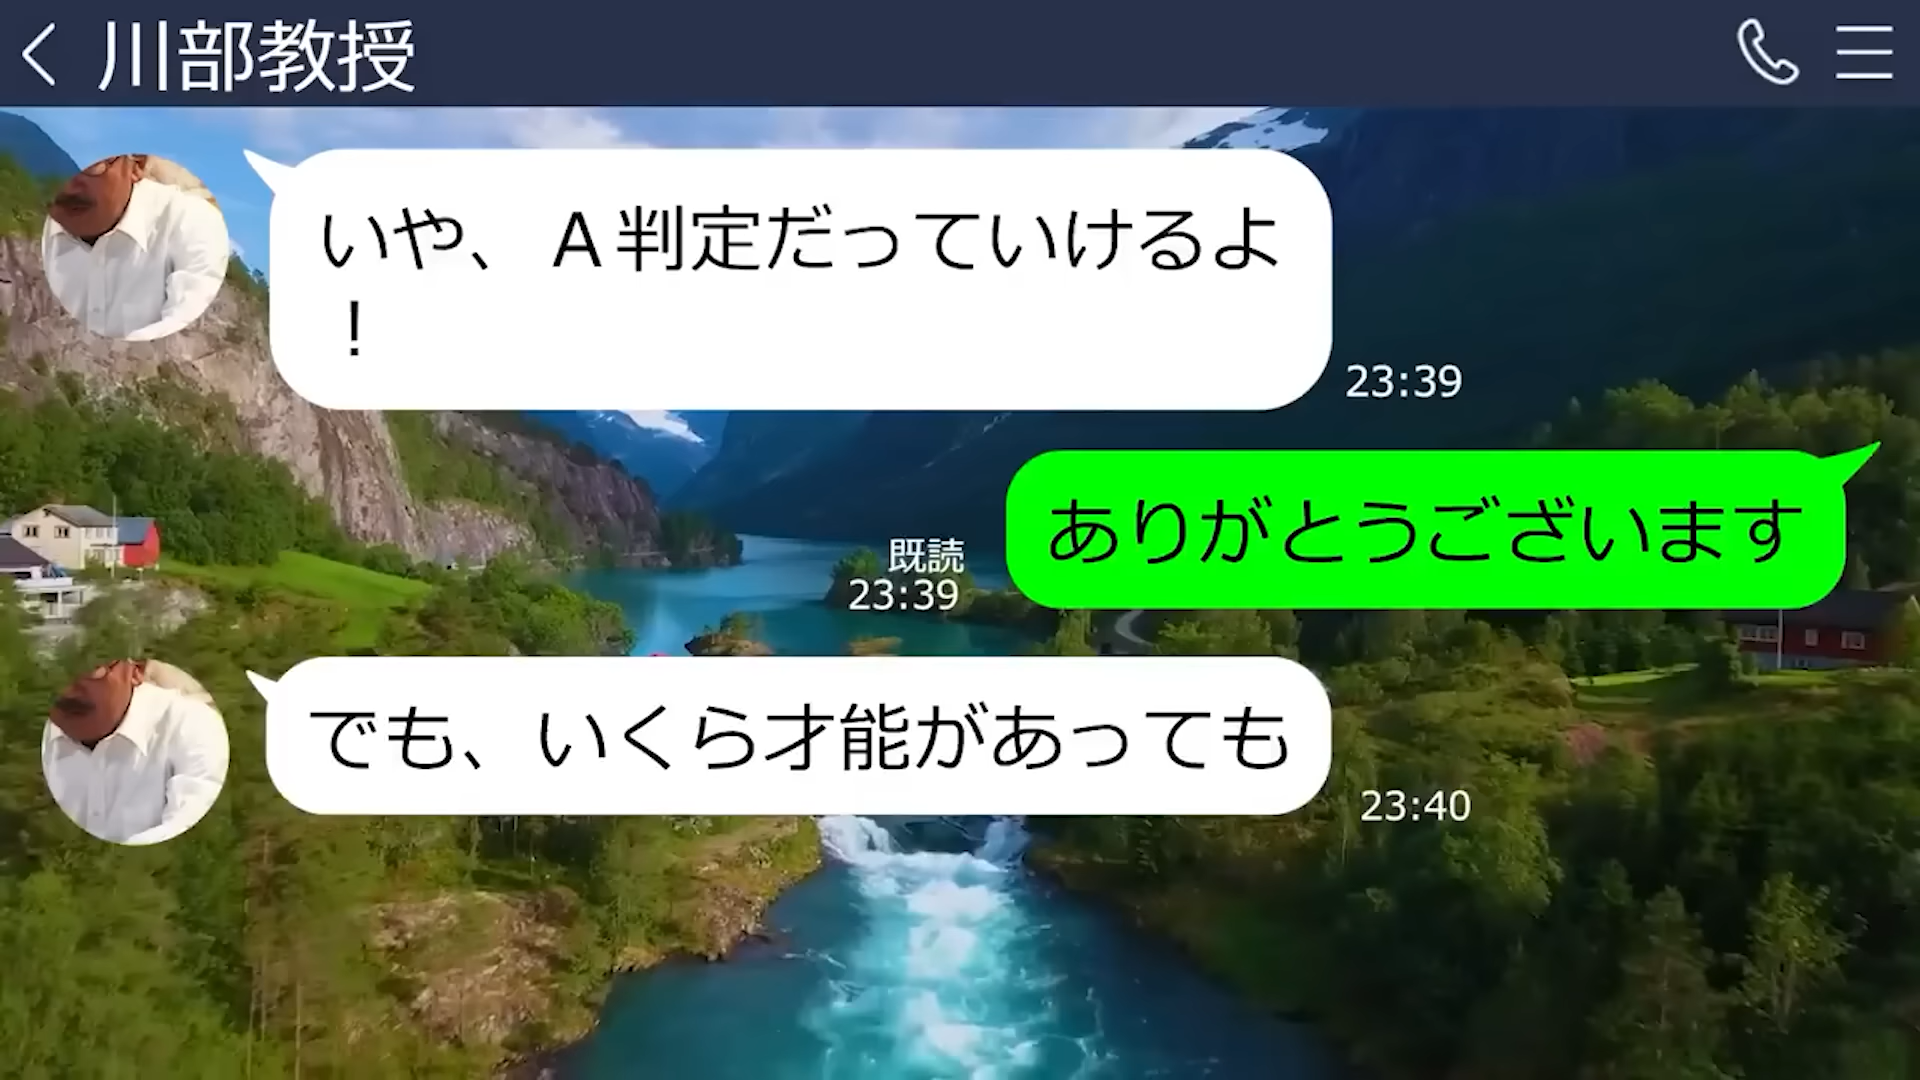 川部教授
いや、Ａ判定だっていけるよ
！
23:39
ありがとうございます
既読
23:39
でも、いくら才能があっても
23:40